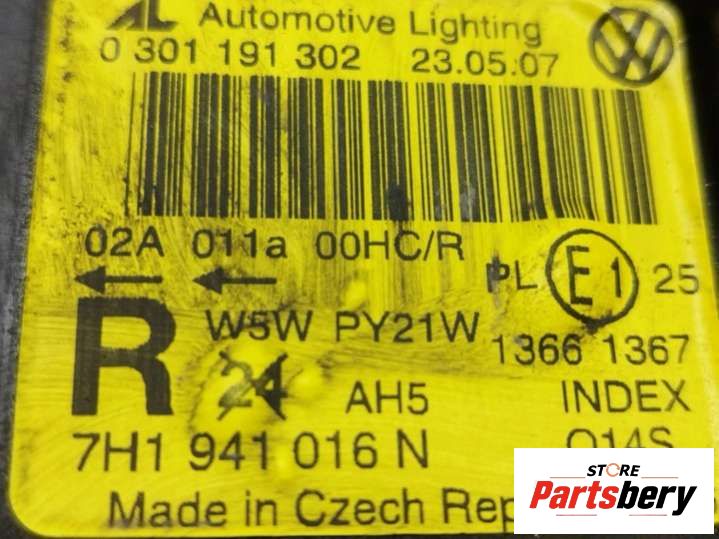 AL Automotive Lighting
0 301 191 302 23.05.07
02A 011a 00HC/R
PL E1 25
R W5W PY21W
1366 1367
24 AH5 INDEX
7H1 941 016 N
Made in Czech Rep
STORE
Partsbery